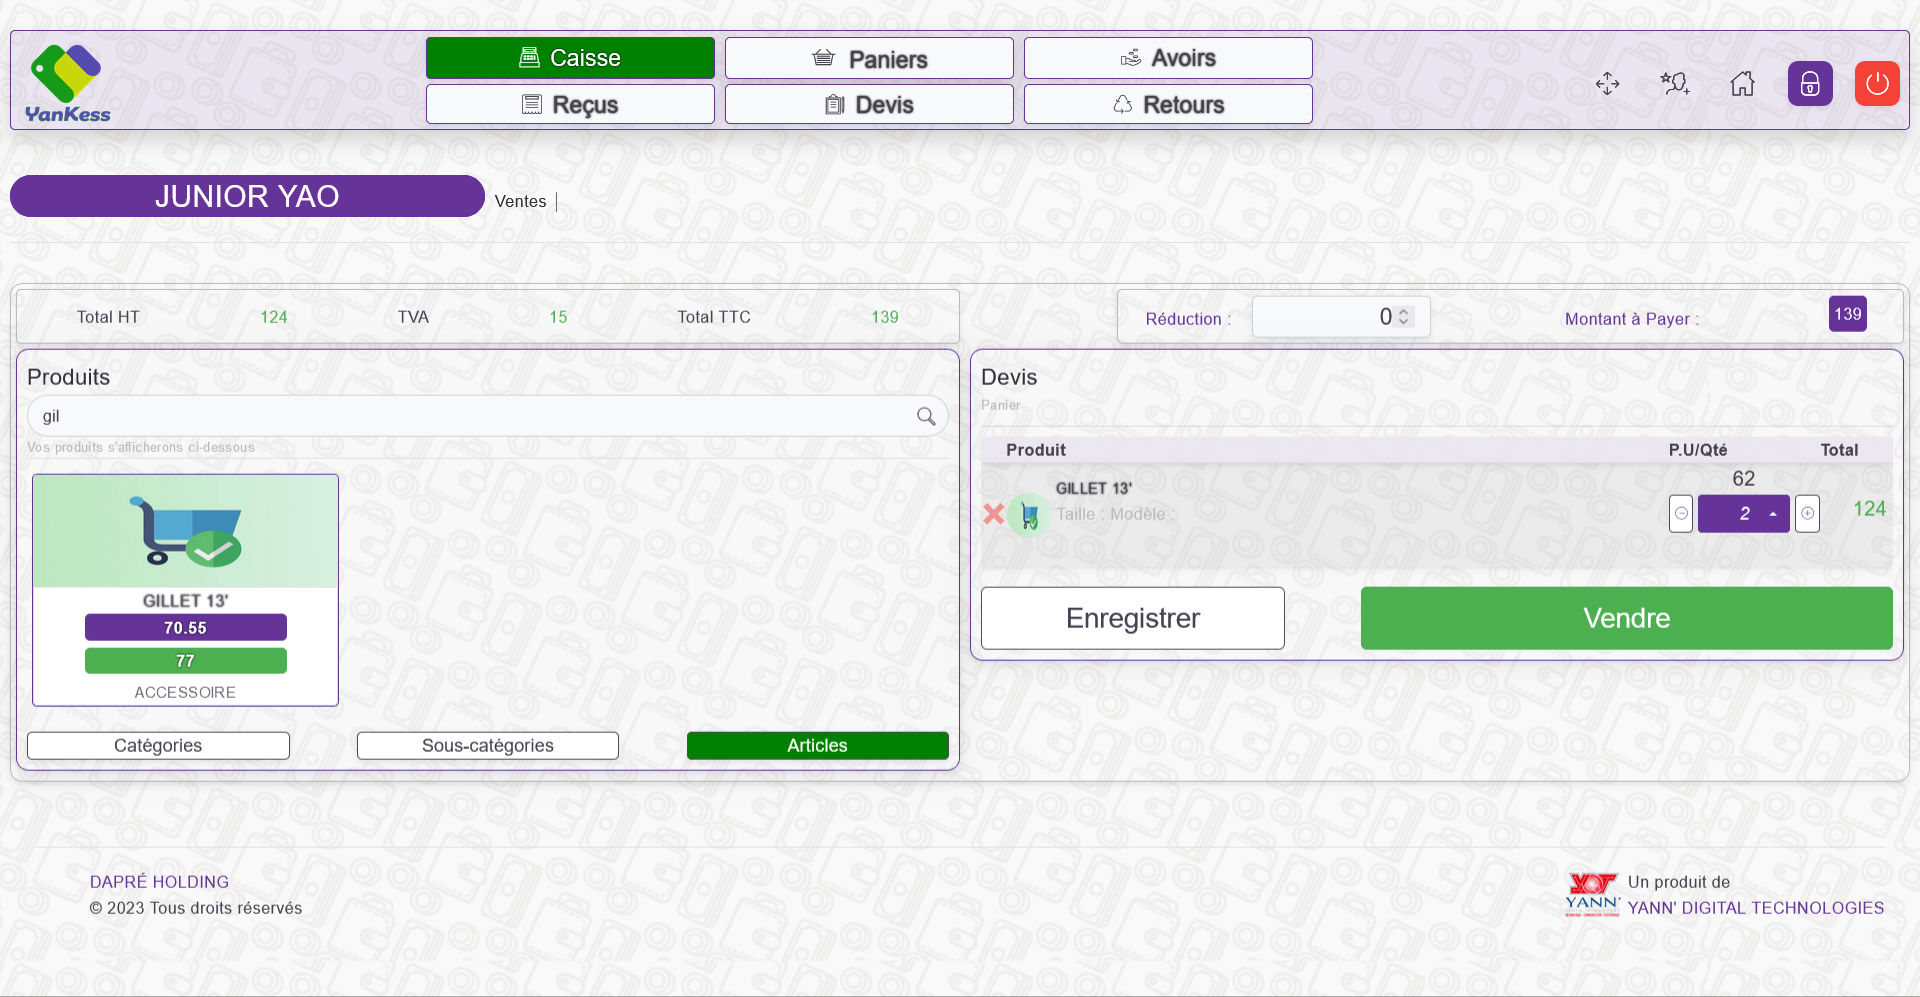 YanKess
Caisse
Paniers
Avoirs
Reçus
Devis
Retours
JUNIOR YAO
Ventes
Total HT 124 TVA 15 Total TTC 139
Réduction : 0
Montant à Payer : 139
Produits
gil
Vos produits s'afficherons ci-dessous
GILLET 13'
70.55
77
ACCESSOIRE
Catégories
Sous-catégories
Articles
Devis
Panier
Produit P.U/Qté Total
GILLET 13'
Taille : Modèle :
62
2
124
Enregistrer
Vendre
DAPRÉ HOLDING
© 2023 Tous droits réservés
YANN'
Un produit de
YANN' DIGITAL TECHNOLOGIES